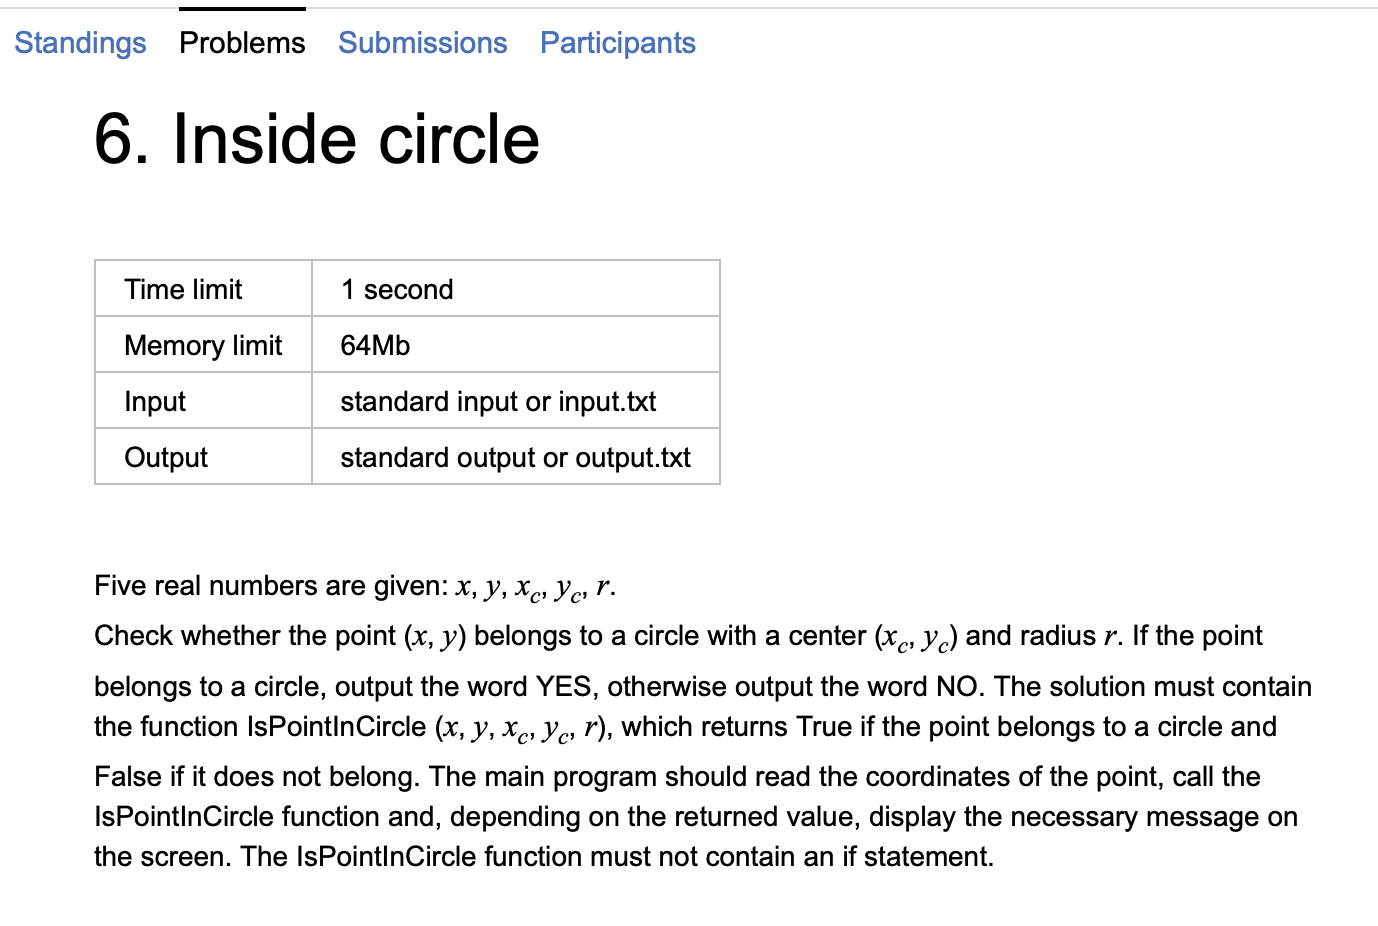 Standings Problems Submissions Participants
6. Inside circle
Time limit 1 second
Memory limit 64Mb
Input standard input or input.txt
Output standard output or output.txt
Five real numbers are given: x, y, x_c, y_c, r.
Check whether the point (x, y) belongs to a circle with a center (x_c, y_c) and radius r. If the point
belongs to a circle, output the word YES, otherwise output the word NO. The solution must contain
the function IsPointInCircle (x, y, x_c, y_c, r), which returns True if the point belongs to a circle and
False if it does not belong. The main program should read the coordinates of the point, call the
IsPointInCircle function and, depending on the returned value, display the necessary message on
the screen. The IsPointInCircle function must not contain an if statement.